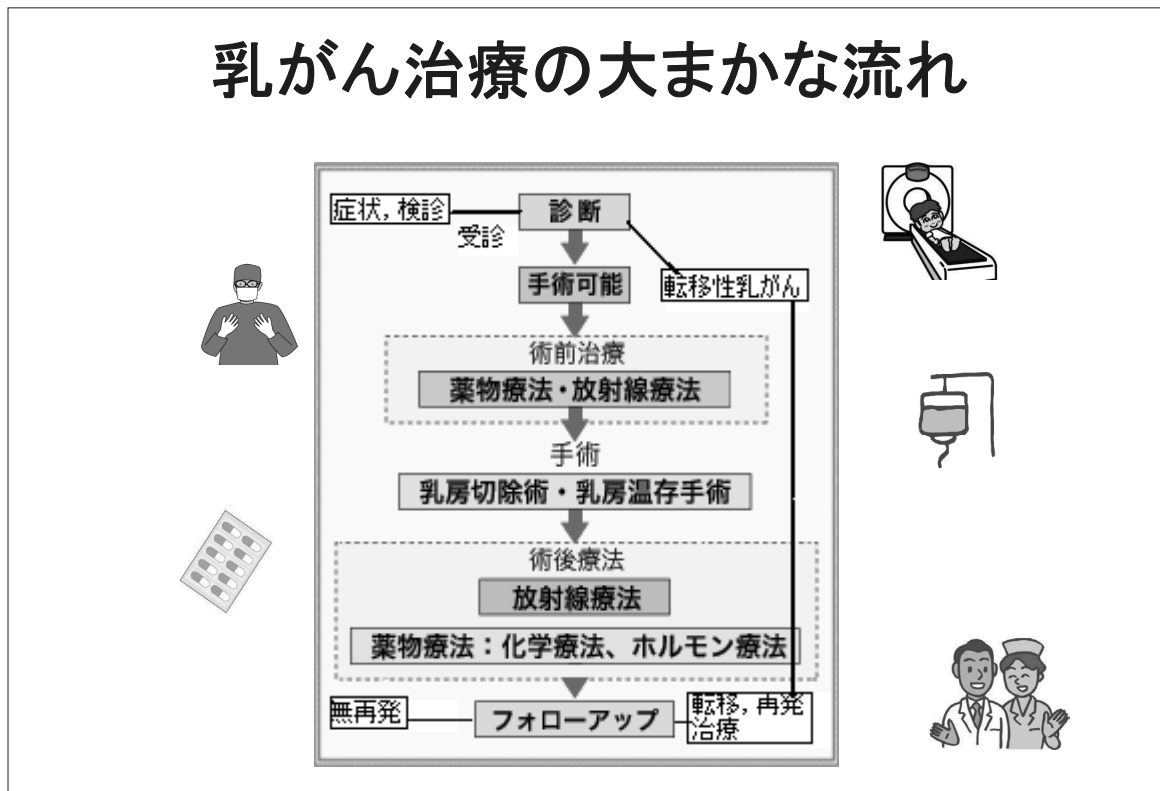 乳がん治療の大まかな流れ
症状, 検診
受診
診断
手術可能
転移性乳がん
術前治療
薬物療法・放射線療法
手術
乳房切除術・乳房温存手術
術後療法
放射線療法
薬物療法：化学療法、ホルモン療法
無再発
フォローアップ
転移, 再発
治療